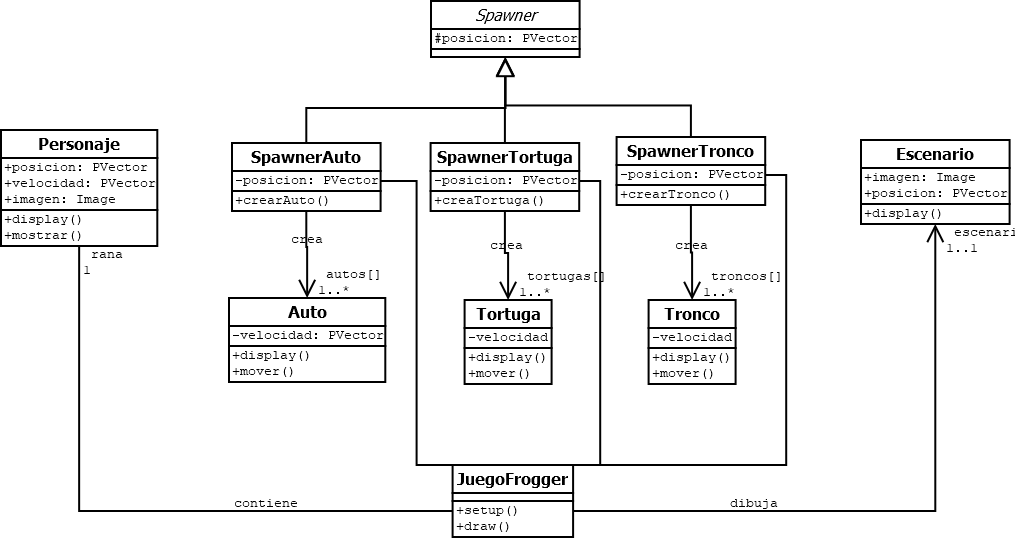 Spawner
#posicion: PVector
Personaje
+posicion: PVector
+velocidad: PVector
+imagen: Image
+display()
+mostrar()
rana
1
SpawnerAuto
-posicion: PVector
+crearAuto()
crea
autos[]
1..*
SpawnerTortuga
-posicion: PVector
+creaTortuga()
crea
tortugas[]
1..*
SpawnerTronco
-posicion: PVector
+crearTronco()
crea
troncos[]
1..*
Escenario
+imagen: Image
+posicion: PVector
+display()
escenari
1..1
Auto
-velocidad: PVector
+display()
+mover()
Tortuga
-velocidad
+display()
+mover()
Tronco
-velocidad
+display()
+mover()
JuegoFrogger
+setup()
+draw()
contiene
dibuja